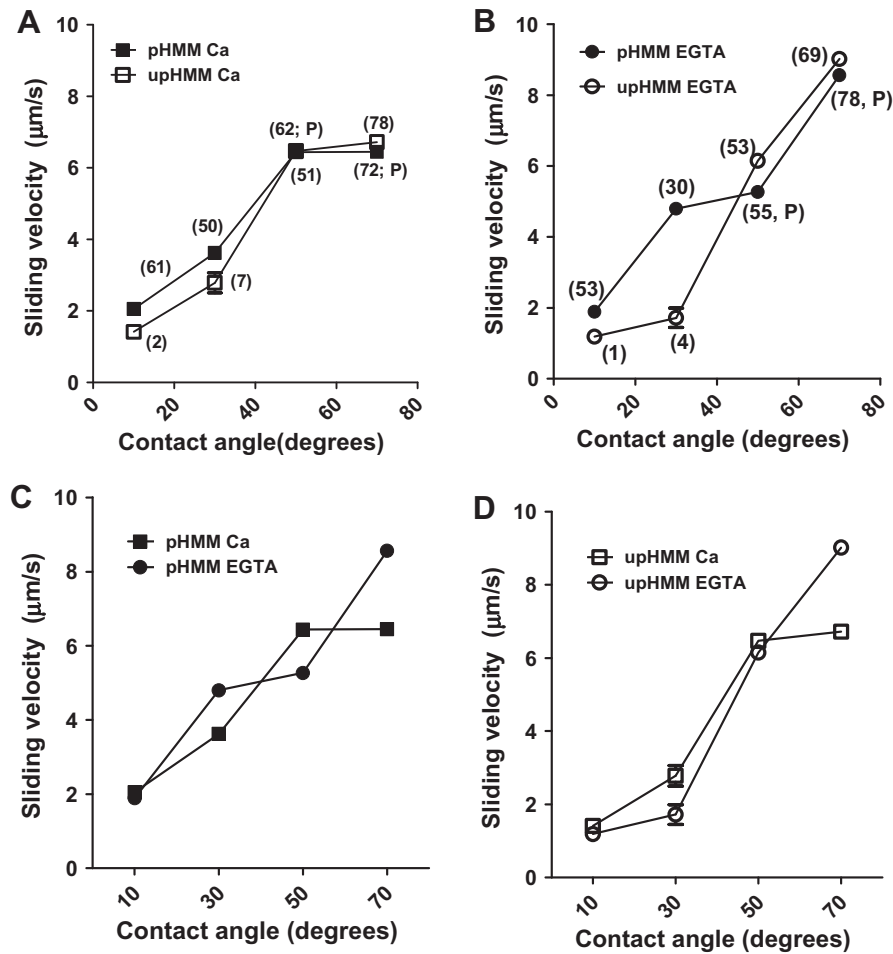 A
pHMM Ca
upHMM Ca
Sliding velocity (μm/s)
10
8
6
4
2
0
(62; P)
(78)
(51)
(72; P)
(50)
(61)
(7)
(2)
0
20
40
60
80
Contact angle(degrees)
B
pHMM EGTA
upHMM EGTA
Sliding velocity (μm/s)
10
8
6
4
2
0
(69)
(78, P)
(53)
(30)
(55, P)
(53)
(1)
(4)
0
20
40
60
80
Contact angle (degrees)
C
pHMM Ca
pHMM EGTA
Sliding velocity (μm/s)
10
8
6
4
2
0
10
30
50
70
Contact angle (degrees)
D
upHMM Ca
upHMM EGTA
Sliding velocity (μm/s)
10
8
6
4
2
0
10
30
50
70
Contact angle (degrees)